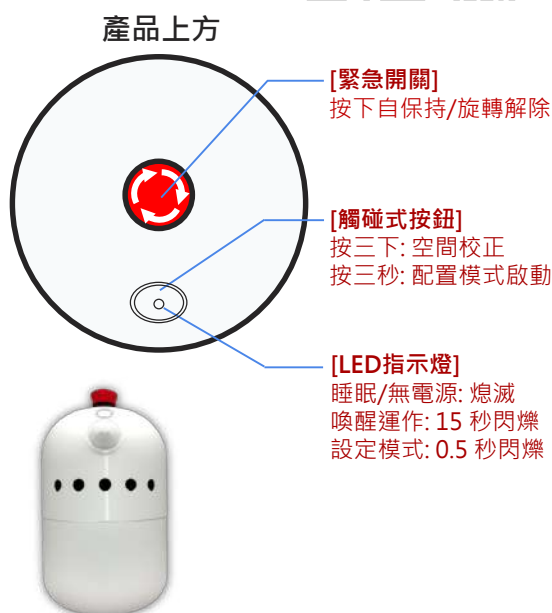 產品上方
[緊急開關]
按下自保持/旋轉解除
[觸碰式按鈕]
按三下: 空間校正
按三秒: 配置模式啟動
[LED指示燈]
睡眠/無電源: 熄滅
喚醒運作: 15 秒閃爍
設定模式: 0.5 秒閃爍